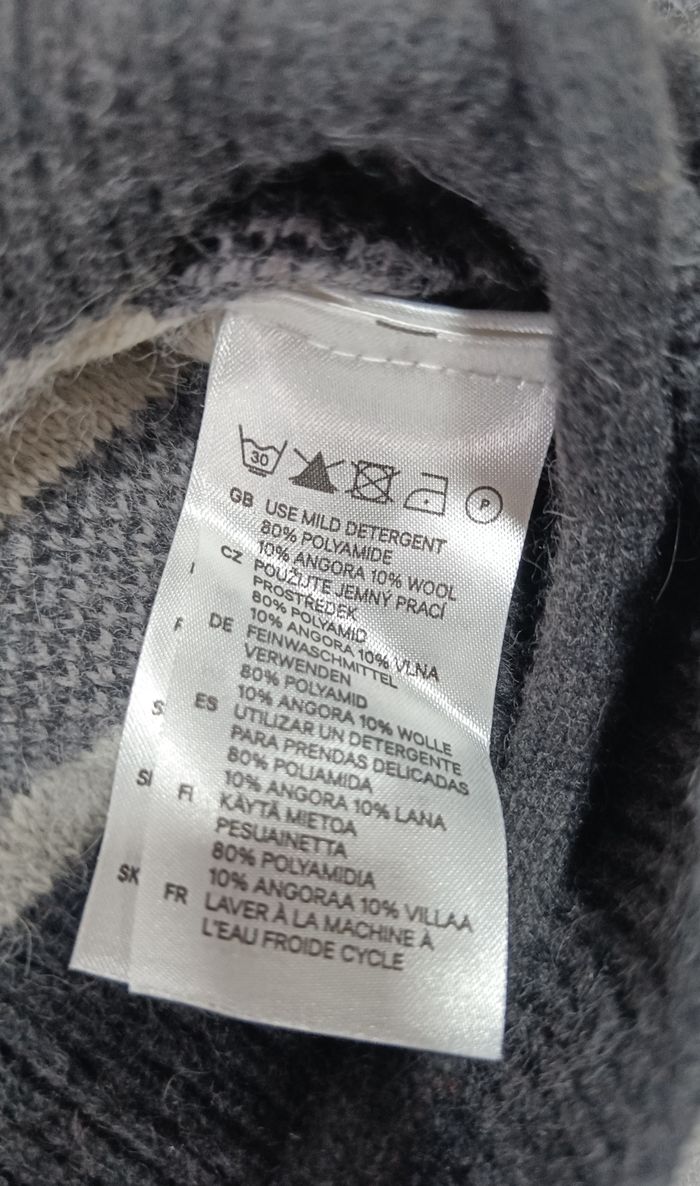 30
P
GB USE MILD DETERGENT
80% POLYAMIDE
10% ANGORA 10% WOOL
CZ POUŽIJTE JEMNÝ PRACÍ
PROSTŘEDEK
80% POLYAMID
10% ANGORA 10% VLNA
DE FEINWASCHMITTEL
VERWENDEN
80% POLYAMID
10% ANGORA 10% WOLLE
ES UTILIZAR UN DETERGENTE
PARA PRENDAS DELICADAS
80% POLIAMIDA
10% ANGORA 10% LANA
FI KÄYTÄ MIETOA
PESUAINETTA
80% POLYAMIDIA
10% ANGORAA 10% VILLAA
FR LAVER À LA MACHINE À
L'EAU FROIDE CYCLE
I
S
SI
SK